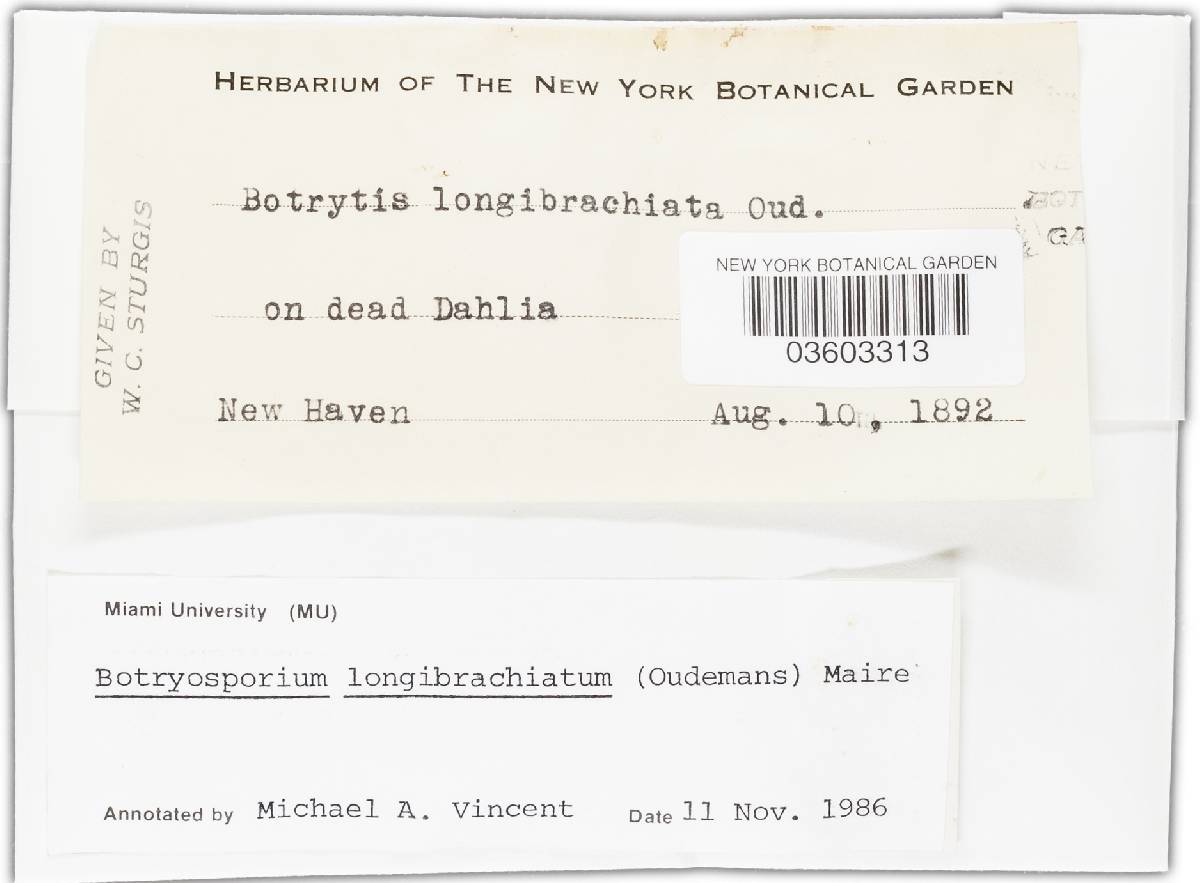 HERBARIUM OF THE NEW YORK BOTANICAL GARDEN
Botrytis longibrachiata Oud.
on dead Dahlia
New Haven Aug. 10, 1892
GIVEN BY
W. C. STURGIS
NEW YORK BOTANICAL GARDEN
03603313
Miami University (MU)
Botryosporium longibrachiatum (Oudemans) Maire
Annotated by Michael A. Vincent Date 11 Nov. 1986